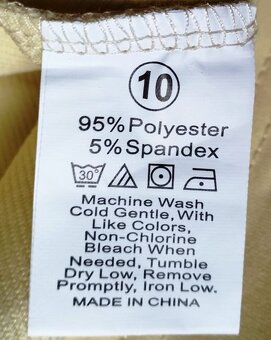 10
95% Polyester
5% Spandex
30°
Machine Wash
Cold Gentle, With
Like Colors,
Non-Chlorine
Bleach When
Needed, Tumble
Dry Low, Remove
Promptly, Iron Low.
MADE IN CHINA